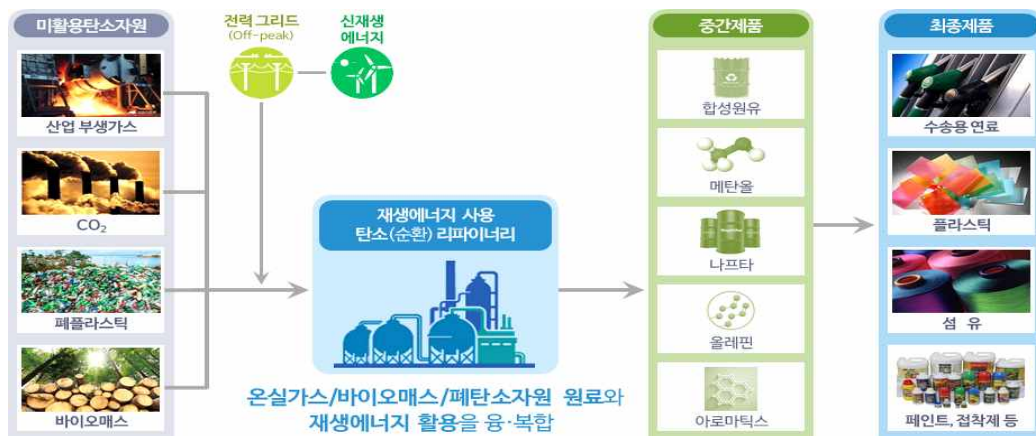 미활용탄소자원
산업 부생가스
CO₂
폐플라스틱
바이오매스
전력 그리드
(Off-peak)
신재생
에너지
재생에너지 사용
탄소(순환) 리파이너리
온실가스/바이오매스/폐탄소자원 원료와
재생에너지 활용을 융·복합
중간제품
합성원유
메탄올
나프타
올레핀
아로마틱스
최종제품
수송용 연료
플라스틱
섬 유
페인트, 접착제 등